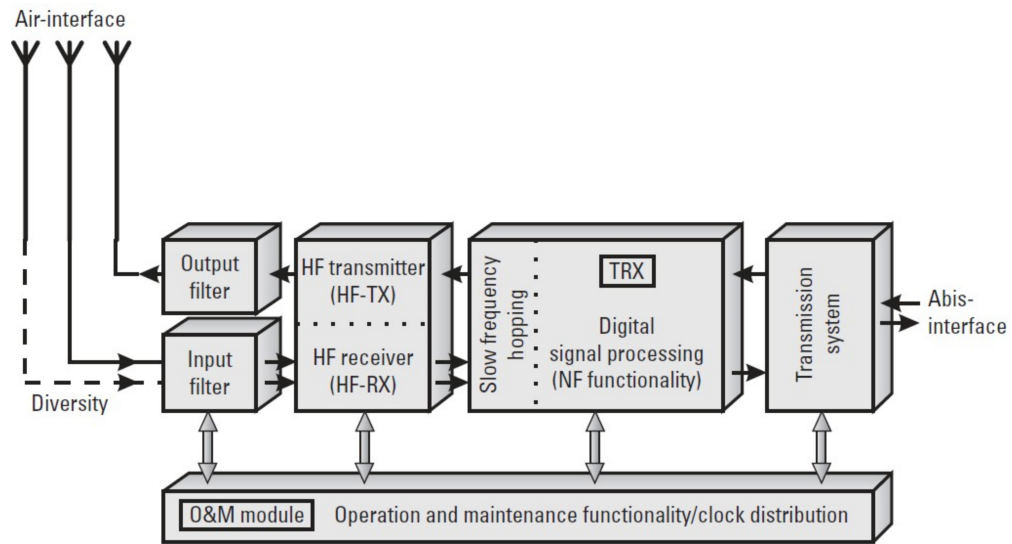 Air-interface
Output
filter
HF transmitter
(HF-TX)
Slow frequency
hopping
TRX
Digital
signal processing
(NF functionality)
Transmission
system
Abis-
interface
Input
filter
HF receiver
(HF-RX)
Diversity
O&M module
Operation and maintenance functionality/clock distribution